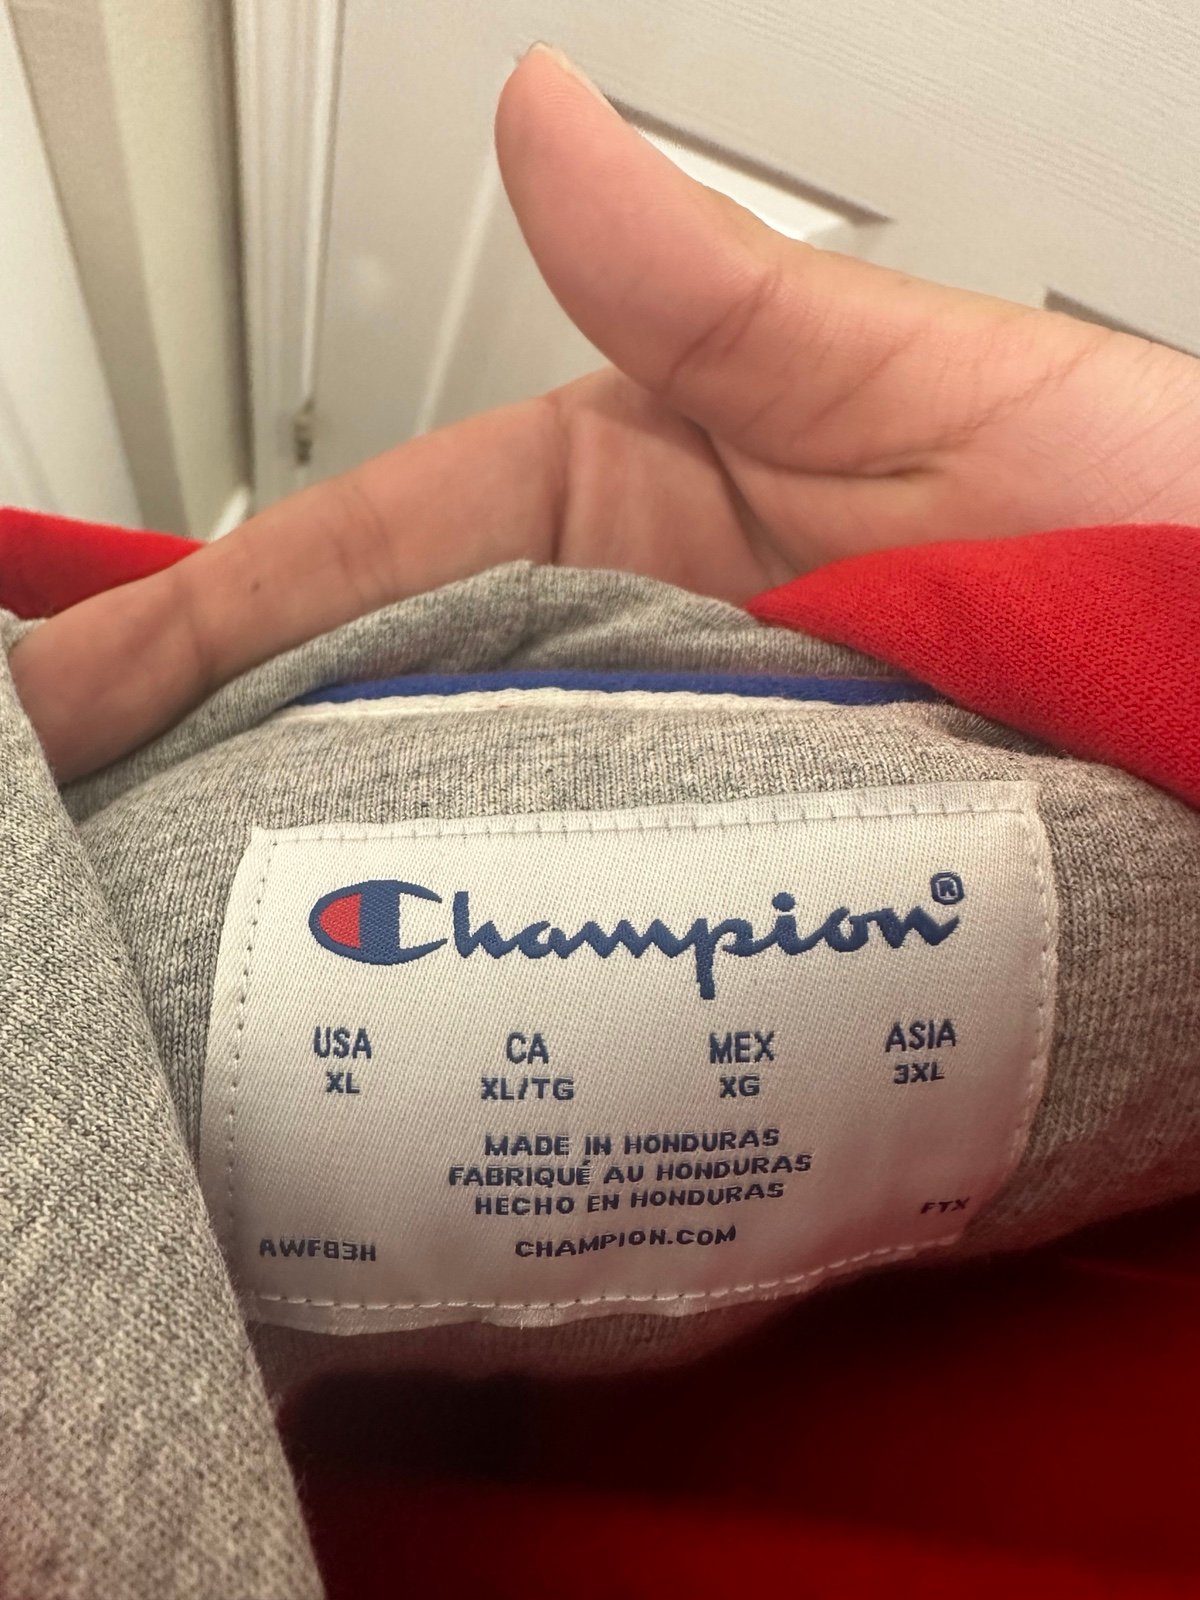 Champion®
USA CA MEX ASIA
XL XL/TG XG 3XL
MADE IN HONDURAS
FABRIQUÉ AU HONDURAS
HECHO EN HONDURAS
FTX
AWF83H CHAMPION.COM